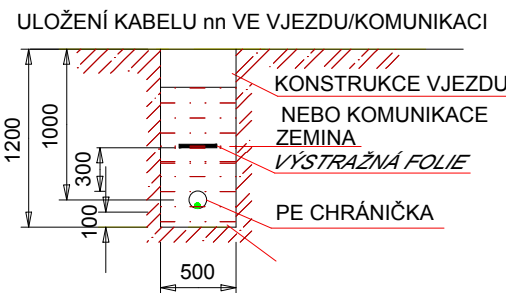 ULOŽENÍ KABELU nn VE VJEZDU/KOMUNIKACI
KONSTRUKCE VJEZDU
NEBO KOMUNIKACE
ZEMINA
VÝSTRAŽNÁ FOLIE
PE CHRÁNIČKA
1200
1000
300
100
500